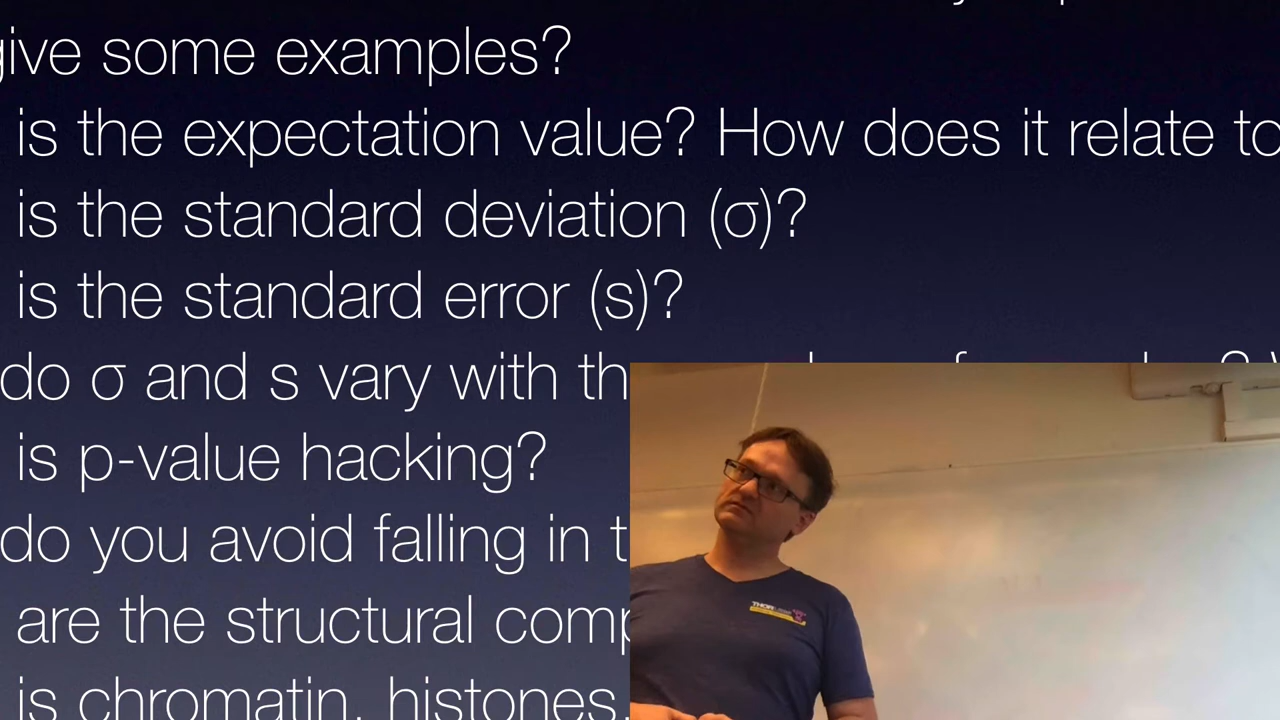 give some examples?
is the expectation value? How does it relate to
is the standard deviation (σ)?
is the standard error (s)?
do σ and s vary with th
is p-value hacking?
do you avoid falling in t
are the structural comp
is chromatin, histones,
THORLABS